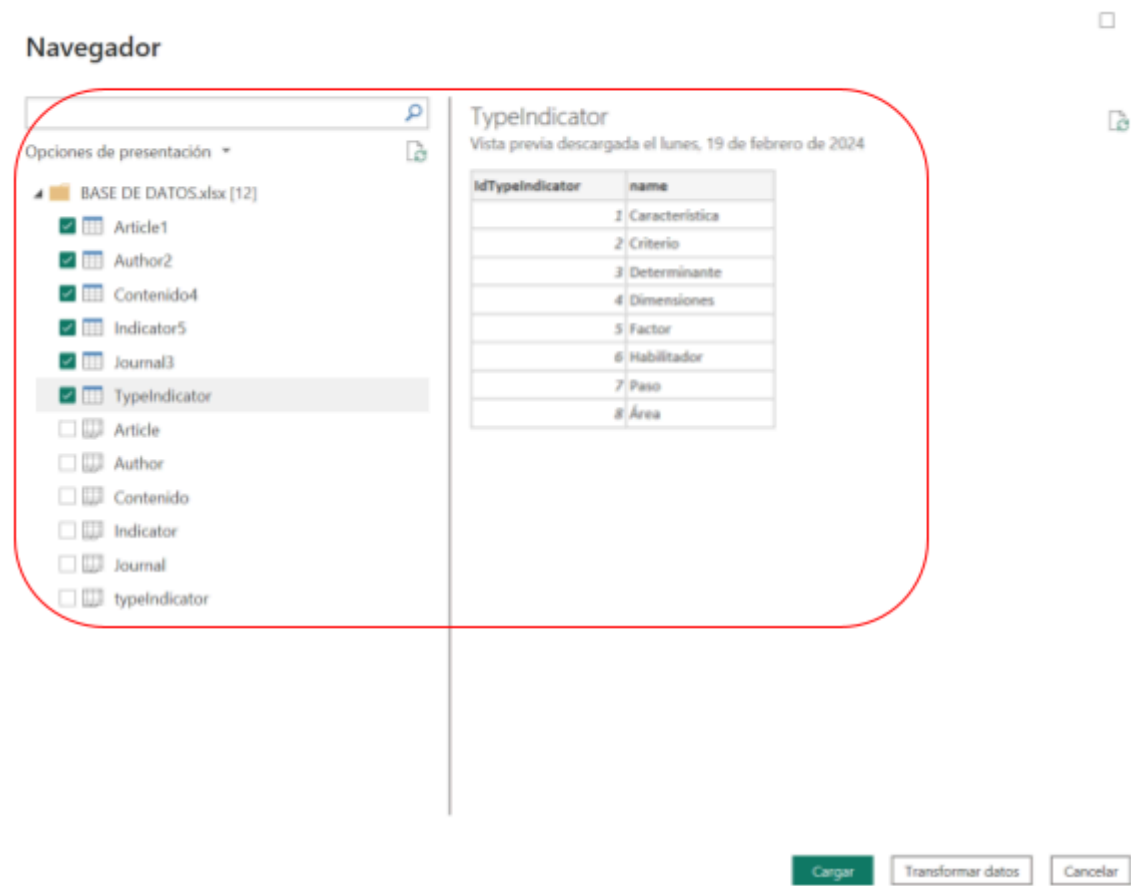 Navegador
Opciones de presentación
BASE DE DATOS.xlsx [12]
Article1
Author2
Contenido4
Indicator5
Journal3
TypeIndicator
Article
Author
Contenido
Indicator
Journal
typeIndicator
TypeIndicator
Vista previa descargada el lunes, 19 de febrero de 2024
IdTypeIndicator name
1 Característica
2 Criterio
3 Determinante
4 Dimensiones
5 Factor
6 Habilitador
7 Paso
8 Área
Cargar Transformar datos Cancelar